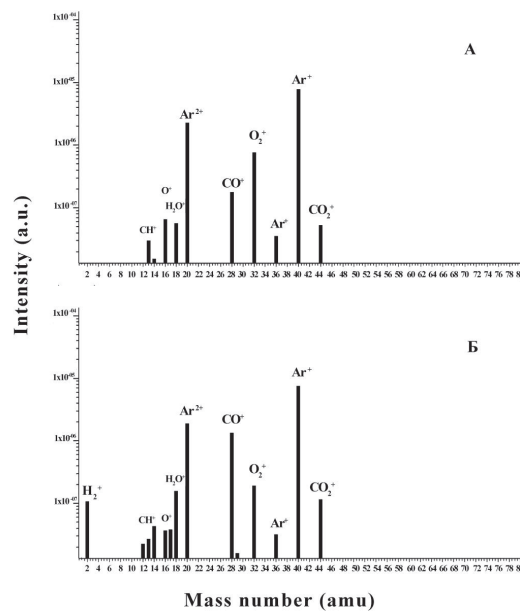 1x10⁻⁰⁴
A
Ar⁺
1x10⁻⁰⁵
Ar²⁺
O₂⁺
1x10⁻⁰⁶
CO⁺
O⁺
H₂O⁺
1x10⁻⁰⁷
Ar⁺
CO₂⁺
CH⁺
2 4 6 8 10 12 14 16 18 20 22 24 26 28 30 32 34 36 38 40 42 44 46 48 50 52 54 56 58 60 62 64 66 68 70 72 74 76 78 80
Intensity (a.u.)
1x10⁻⁰⁴
Б
Ar⁺
1x10⁻⁰⁵
Ar²⁺
CO⁺
1x10⁻⁰⁶
H₂O⁺
O₂⁺
H₂⁺
CO₂⁺
1x10⁻⁰⁷
CH⁺
O⁺
Ar⁺
2 4 6 8 10 12 14 16 18 20 22 24 26 28 30 32 34 36 38 40 42 44 46 48 50 52 54 56 58 60 62 64 66 68 70 72 74 76 78 80
Mass number (amu)